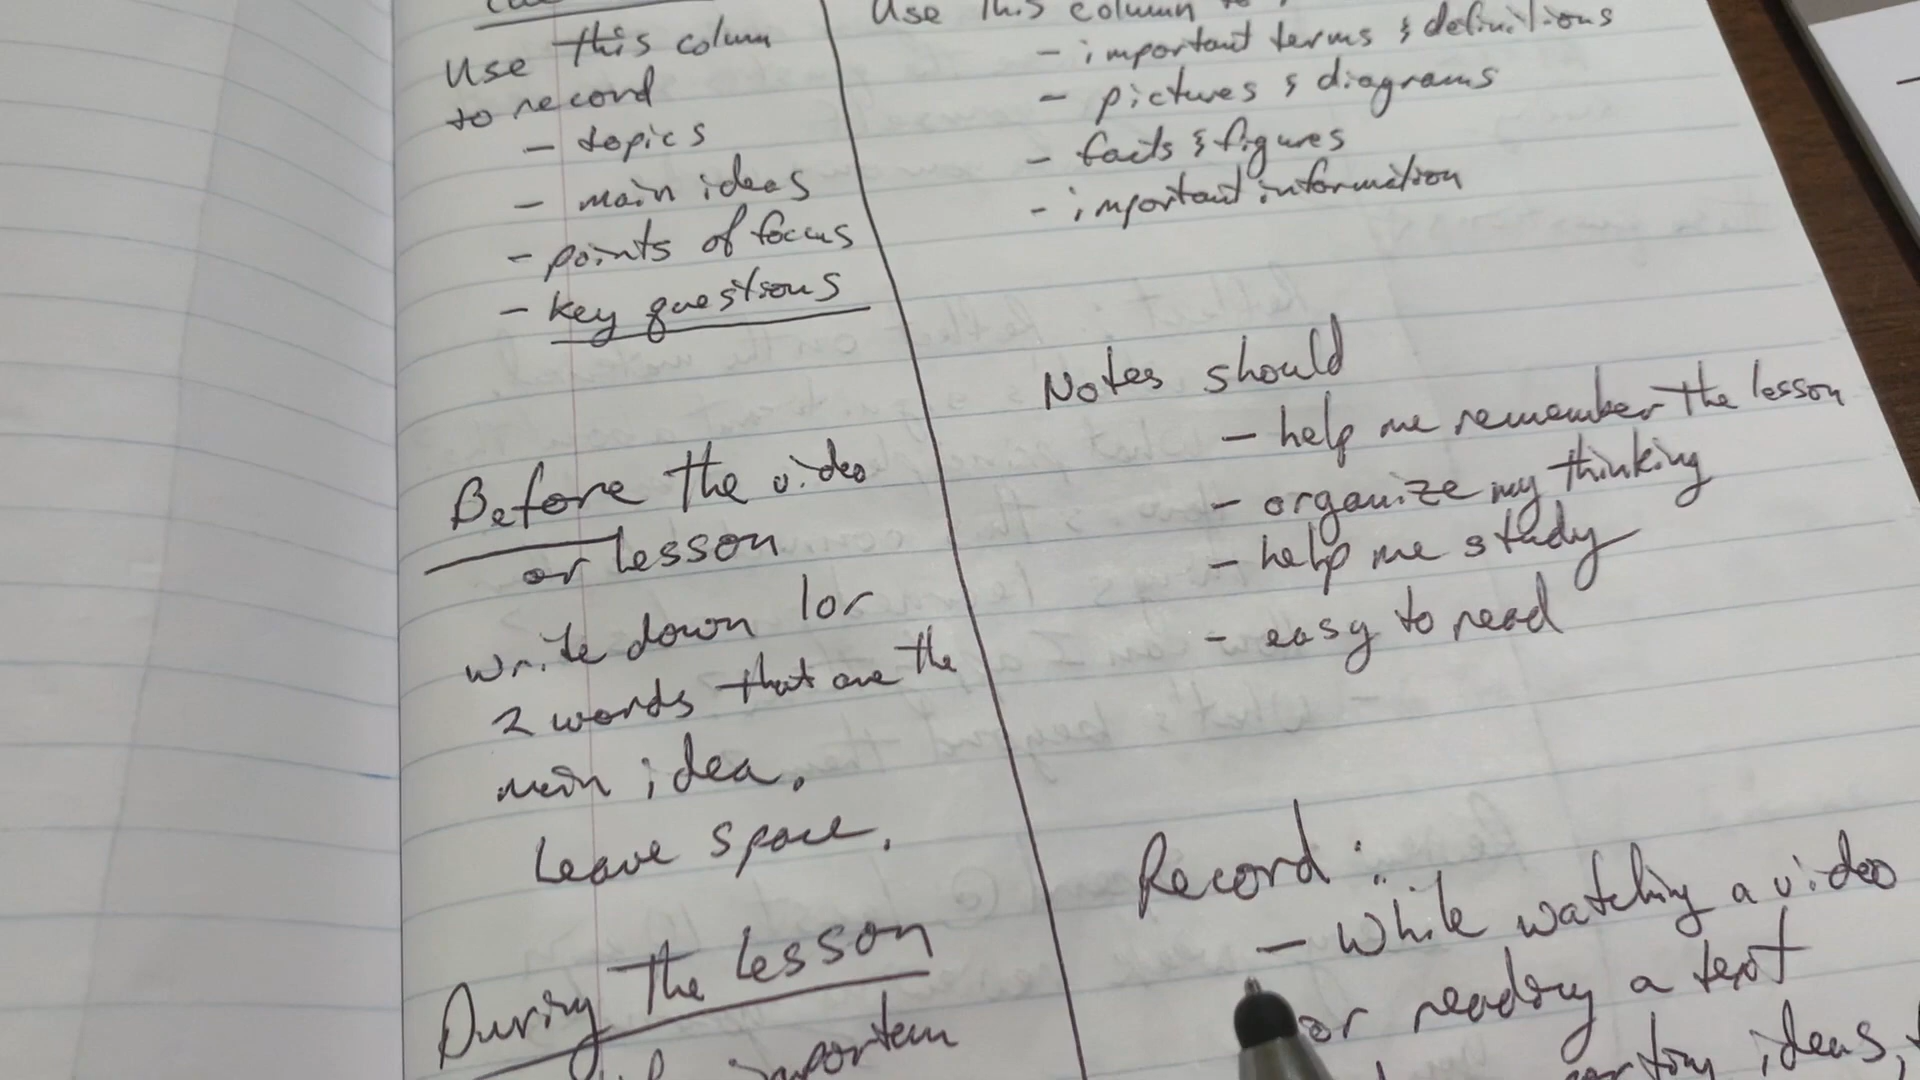 Use this column
to record
- topics
- main ideas
- points of focus
- key questions
Before the video
or lesson
write down 1 or
2 words that are the
main idea.
Leave space.
During the lesson
Use this column
- important terms & definitions
- pictures & diagrams
- facts & figures
- important information
Notes should
- help me remember the lesson
- organize my thinking
- help me study
- easy to read
Record:
- While watching a video
or reading a text
ideas,